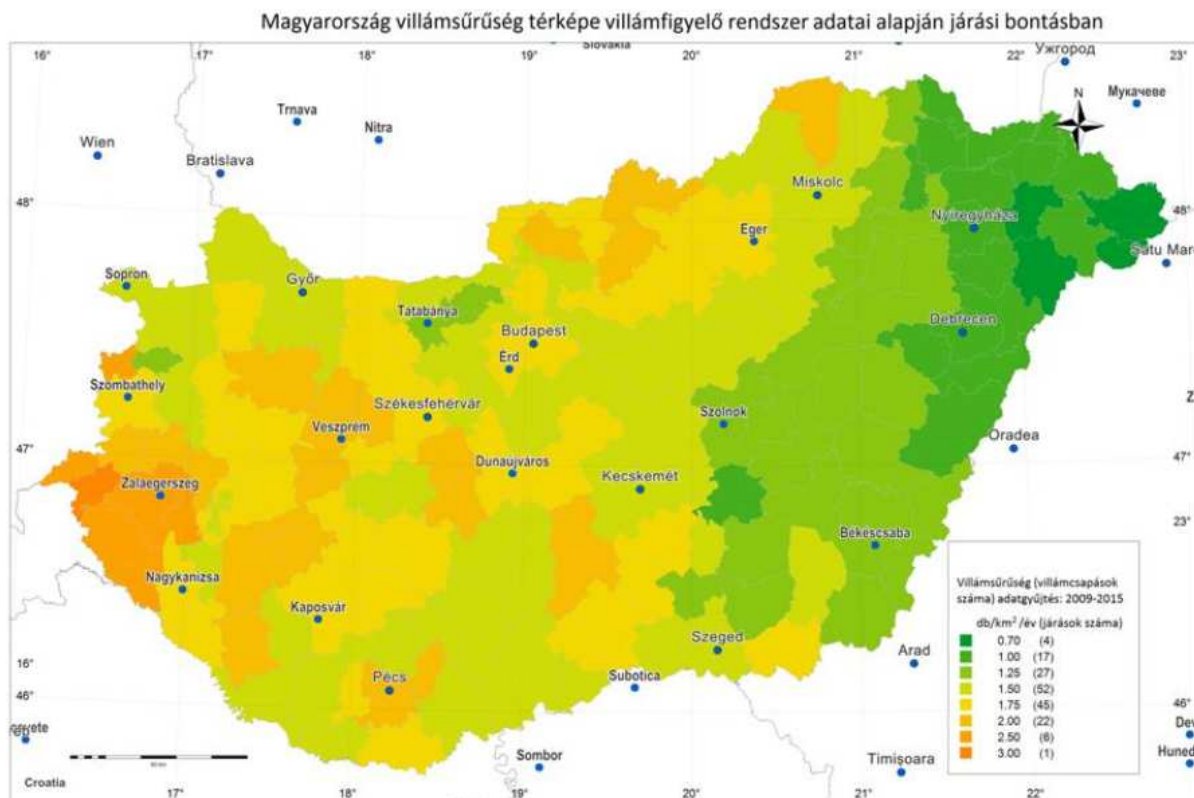 Magyarország villámsűrűség térképe villámfigyelő rendszer adatai alapján járási bontásban
16° 17° 18° 19° Slovakia 20° 21° 22° 23°
Ужгород
N
Мукачеве
Trnava
Nitra
Wien
Bratislava
Miskolc
48°
Nyíregyháza
48°
Eger
Satu Mare
Sopron
Győr
Tatabánya
Debrecen
Budapest
Érd
Szombathely
Székesfehérvár
Szolnok
Veszprém
Oradea
47°
Dunaújváros
47°
Zalaegerszeg
Kecskemét
23°
Békéscsaba
Nagykanizsa
Kaposvár
Szeged
Arad
16°
Pécs
Subotica
46°
46°
Sombor
Timișoara
Croatia
17° 18° 19° 20° 21° 22°
Villámsűrűség (villámcsapások
száma) adatgyűjtés: 2009-2015
db/km² /év (járások száma)
0.70 (4)
1.00 (17)
1.25 (27)
1.50 (52)
1.75 (45)
2.00 (22)
2.50 (6)
3.00 (1)